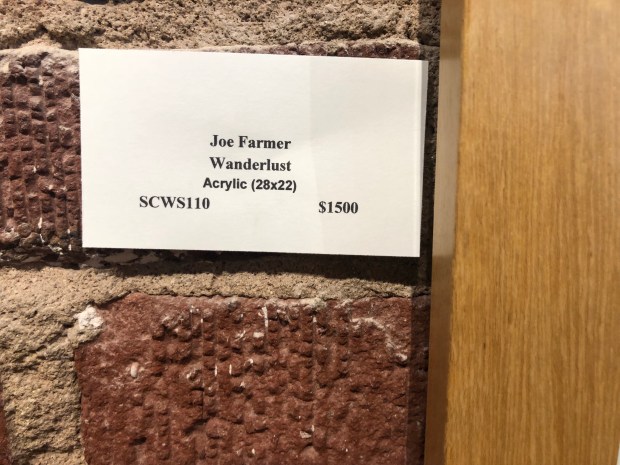 Joe Farmer
Wanderlust
Acrylic (28x22)
SCWS110 $1500